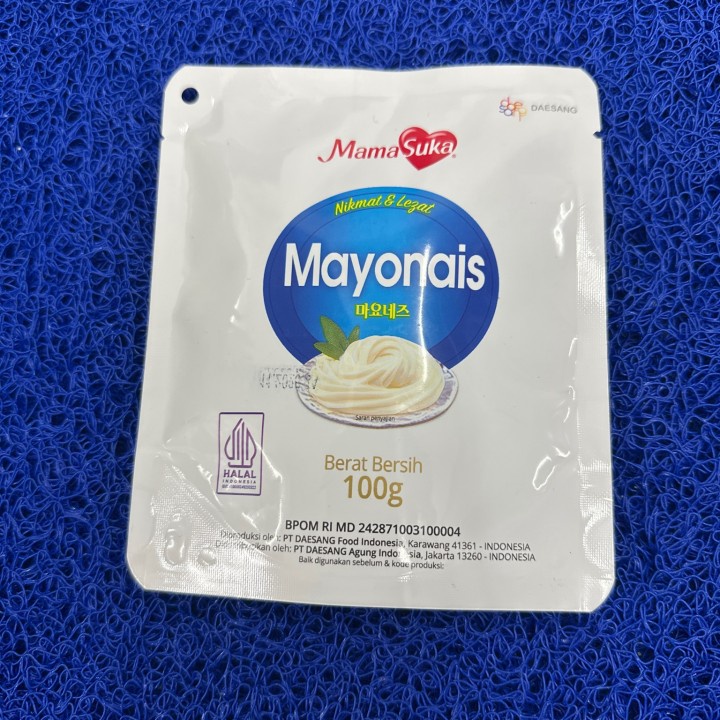 dae
sang
DAESANG
MamaSuka®
Nikmat & Lezat
Mayonais
마요네즈
Saran penyajian
HALAL
INDONESIA
Berat Bersih
100g
BPOM RI MD 242871003100004
Diproduksi oleh: PT DAESANG Food Indonesia, Karawang 41361 - INDONESIA
Didistribusikan oleh: PT DAESANG Agung Indonesia, Jakarta 13260 - INDONESIA
Baik digunakan sebelum & kode produksi: